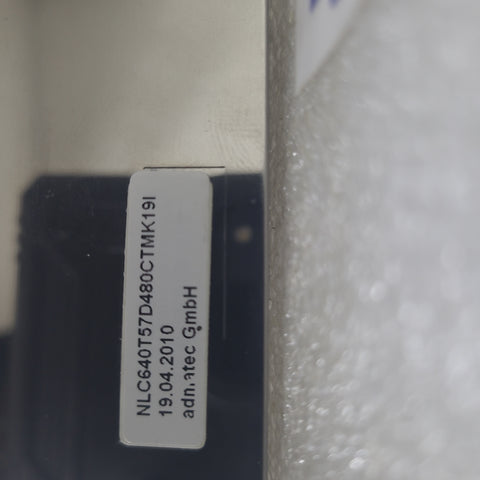 NLC640T57D480CTMK19I
19.04.2010
adn.atec GmbH